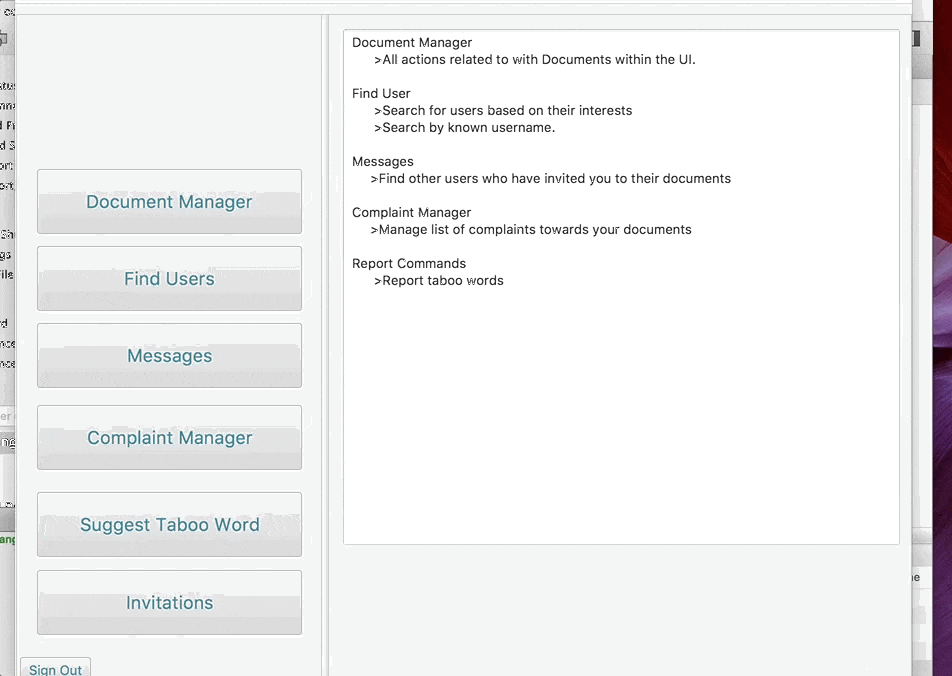 Document Manager
Find Users
Messages
Complaint Manager
Suggest Taboo Word
Invitations
Sign Out
Document Manager
>All actions related to with Documents within the UI.
Find User
>Search for users based on their interests
>Search by known username.
Messages
>Find other users who have invited you to their documents
Complaint Manager
>Manage list of complaints towards your documents
Report Commands
>Report taboo words